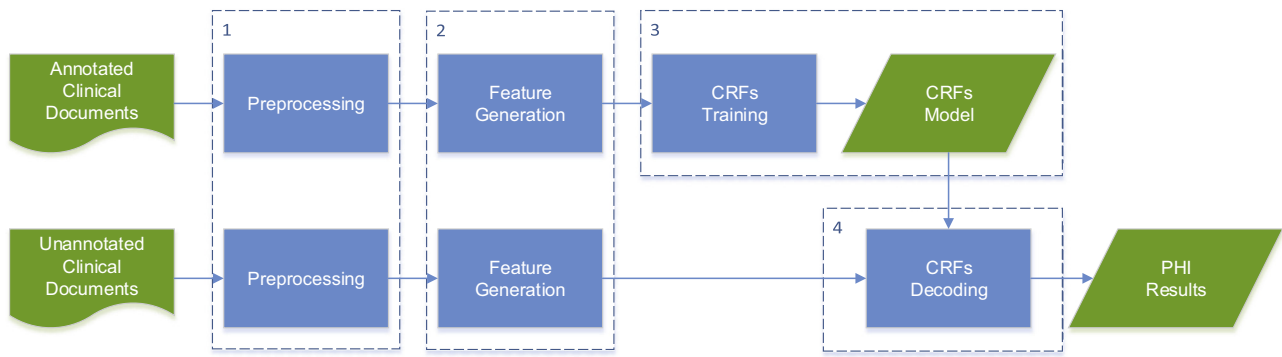 1
2
3
Annotated
Clinical
Documents
Preprocessing
Feature
Generation
CRFs
Training
CRFs
Model
4
Unannotated
Clinical
Documents
Preprocessing
Feature
Generation
CRFs
Decoding
PHI
Results